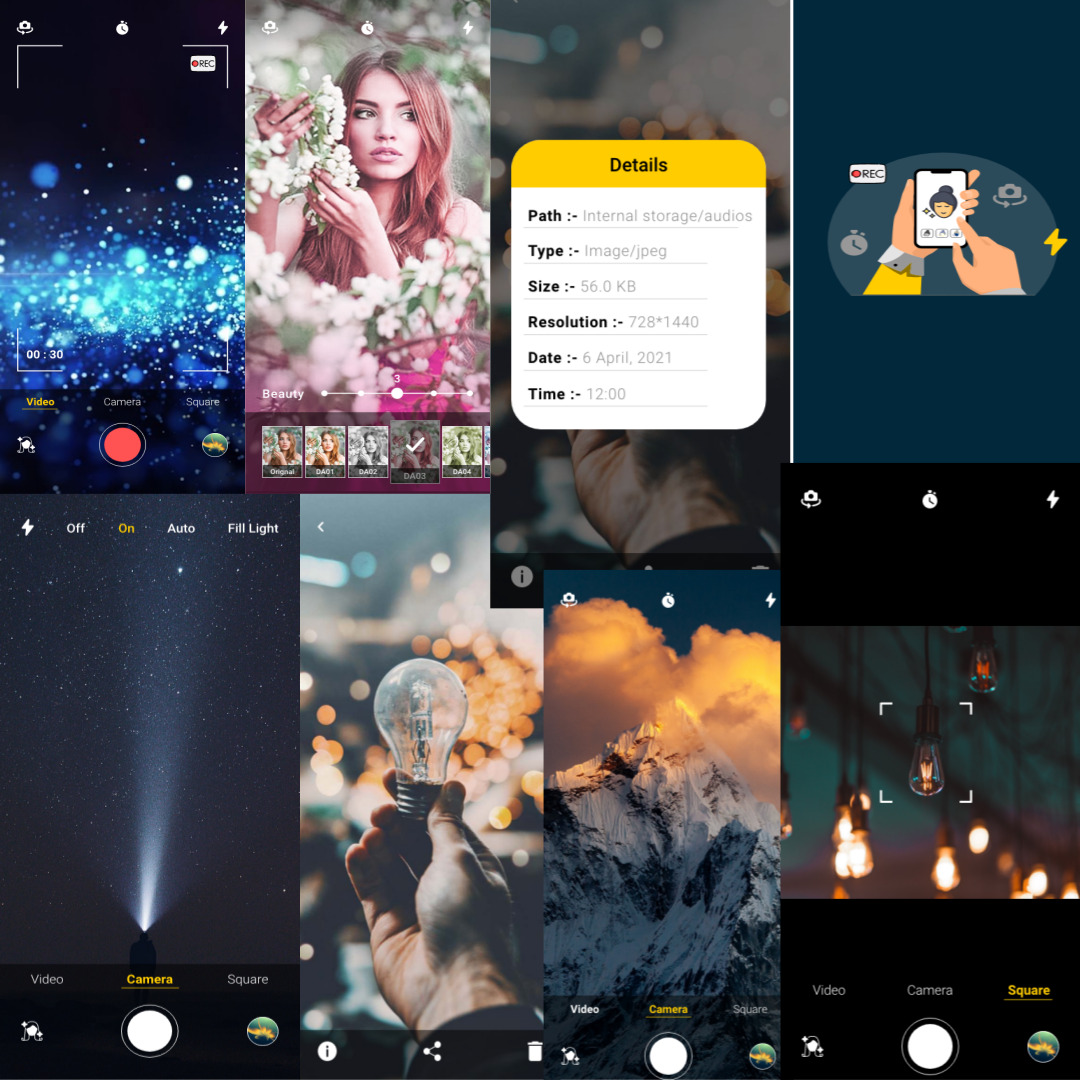 REC
00 : 30
Video Camera Square
Beauty 3
Orignal DA01 DA02 DA03 DA04
Details
Path :- Internal storage/audios
Type :- Image/jpeg
Size :- 56.0 KB
Resolution :- 728*1440
Date :- 6 April, 2021
Time :- 12:00
REC
Off On Auto Fill Light
Video Camera Square
Video Camera Square
Video Camera Square